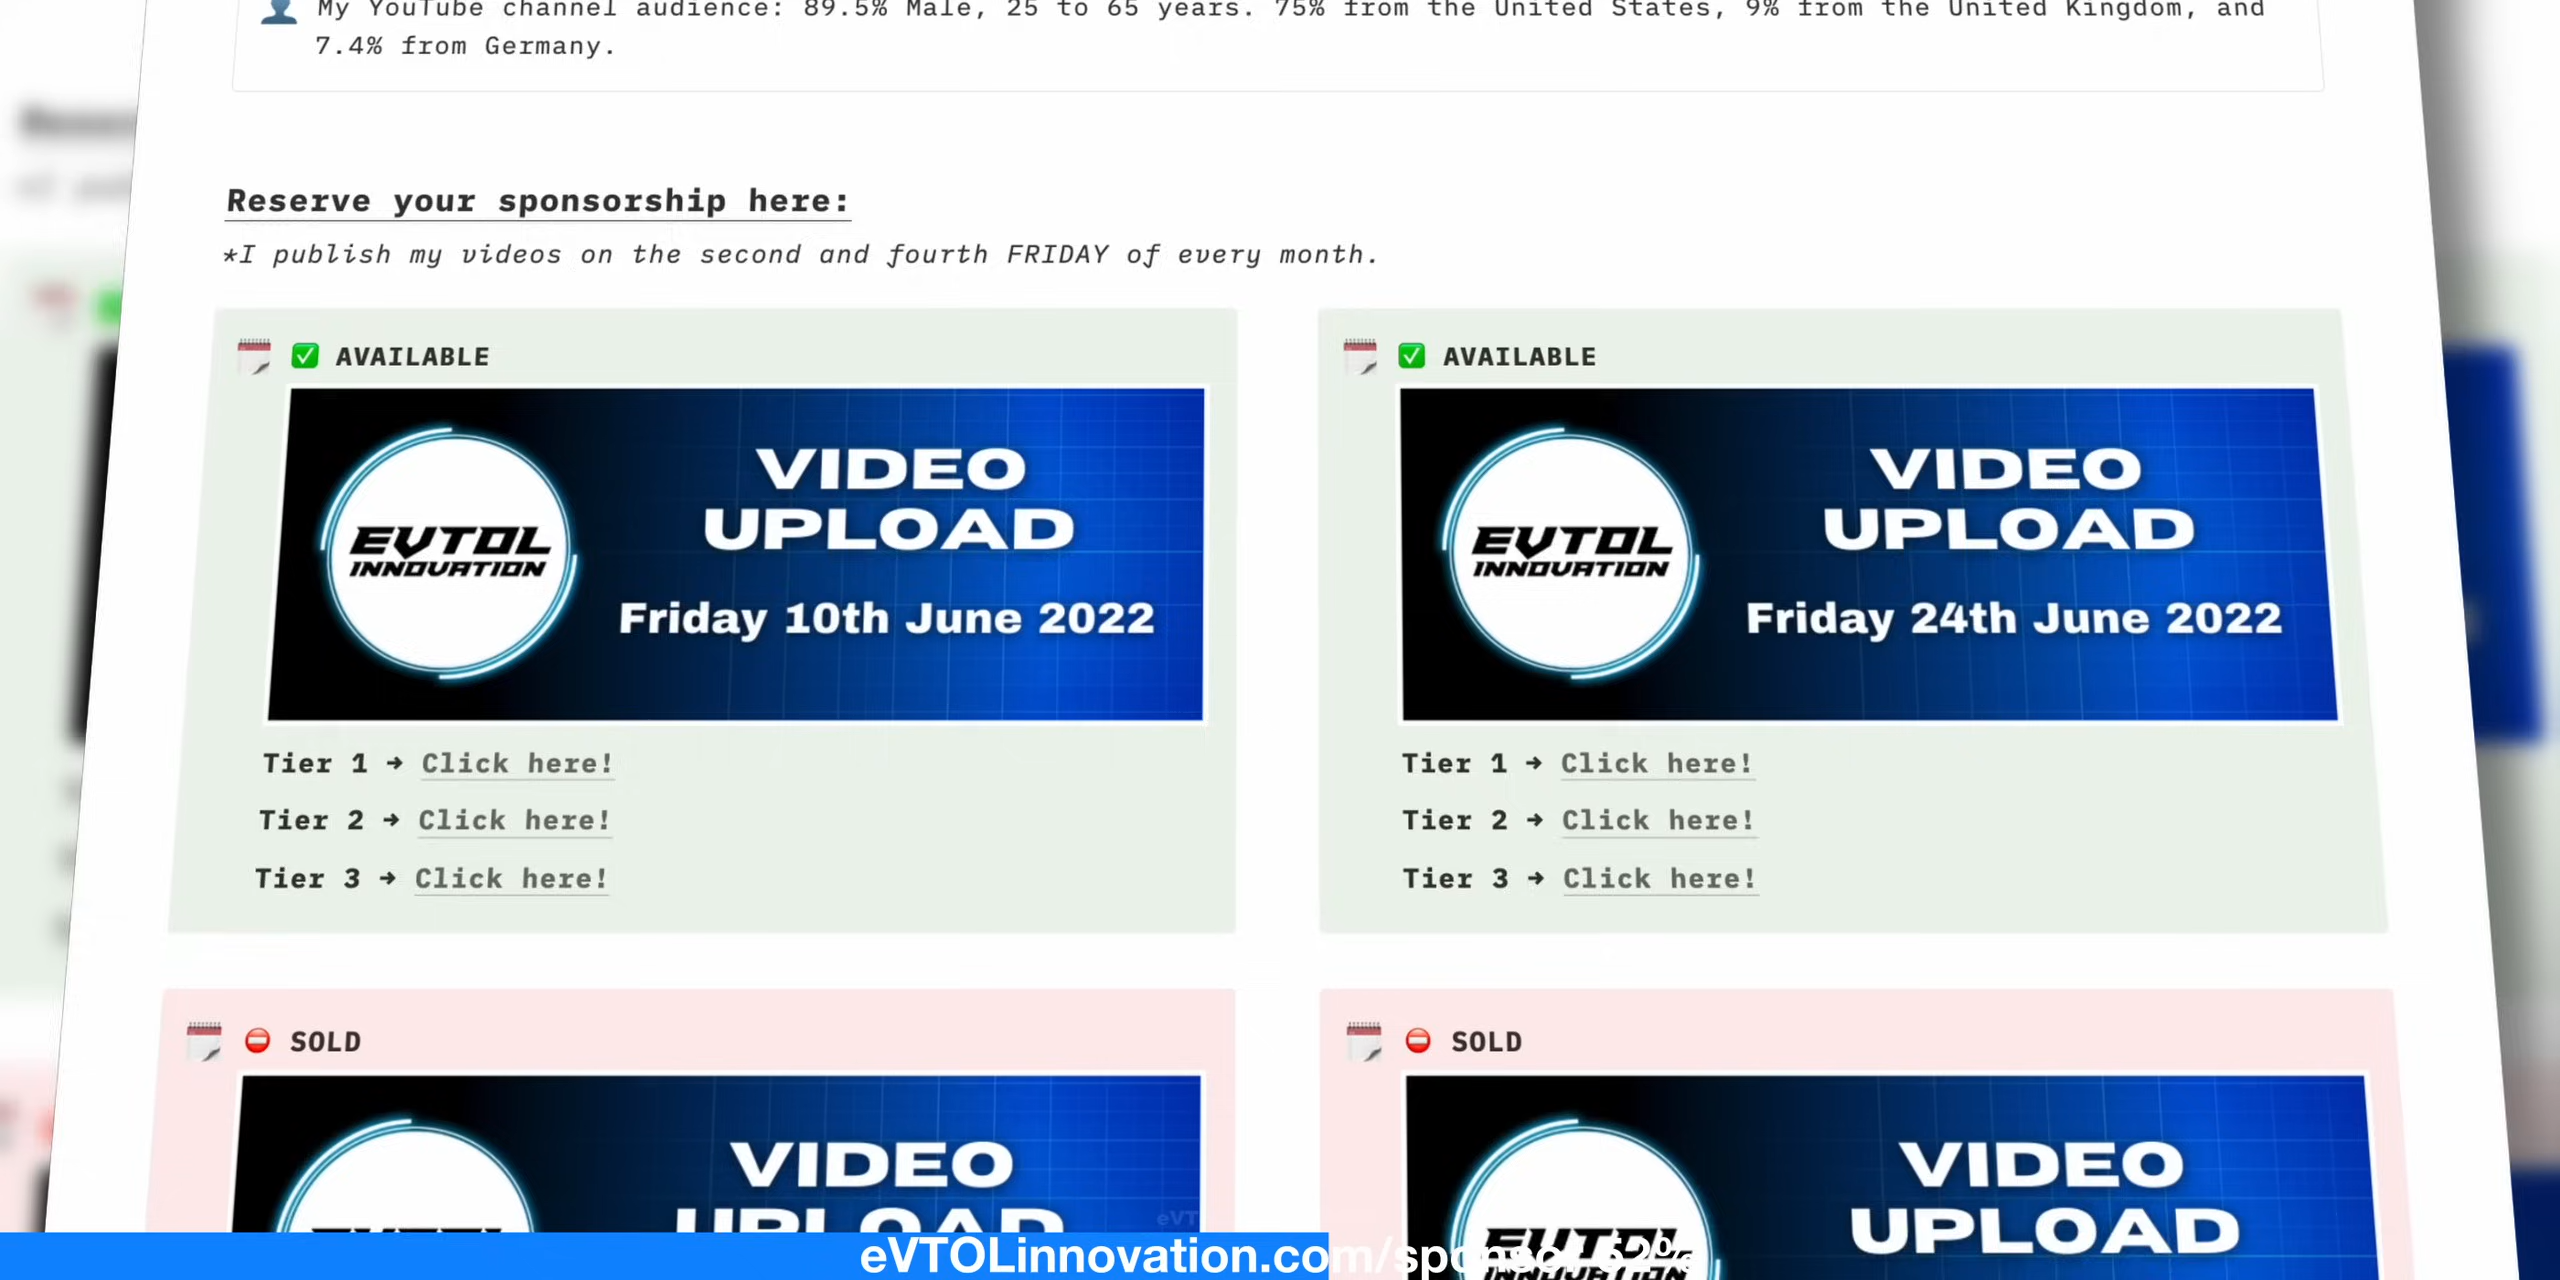 My YouTube channel audience: 89.5% Male, 25 to 65 years. 75% from the United States, 9% from the United Kingdom, and
7.4% from Germany.
Reserve your sponsorship here:
*I publish my videos on the second and fourth FRIDAY of every month.
AVAILABLE
EVTOL
INNOVATION
VIDEO
UPLOAD
Friday 10th June 2022
Tier 1 → Click here!
Tier 2 → Click here!
Tier 3 → Click here!
AVAILABLE
EVTOL
INNOVATION
VIDEO
UPLOAD
Friday 24th June 2022
Tier 1 → Click here!
Tier 2 → Click here!
Tier 3 → Click here!
SOLD
VIDEO
UPLOAD
SOLD
EVTOL
INNOVATION
VIDEO
UPLOAD
eVTOLinnovation.com/sponsor 52%